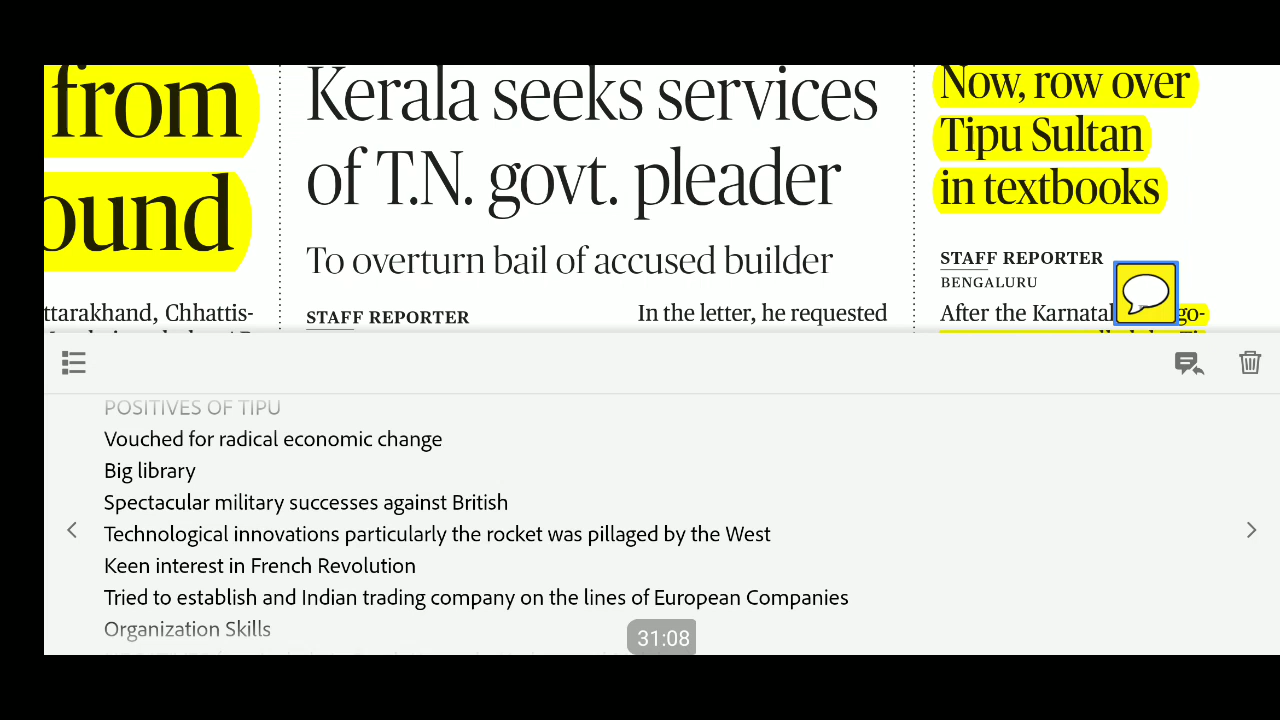 from
ound
ttarakhand, Chhattis-
Kerala seeks services
of T.N. govt. pleader
To overturn bail of accused builder
STAFF REPORTER
In the letter, he requested
Now, row over
Tipu Sultan
in textbooks
STAFF REPORTER
BENGALURU
After the Karnata go-
POSITIVES OF TIPU
Vouched for radical economic change
Big library
Spectacular military successes against British
Technological innovations particularly the rocket was pillaged by the West
Keen interest in French Revolution
Tried to establish and Indian trading company on the lines of European Companies
Organization Skills
31:08